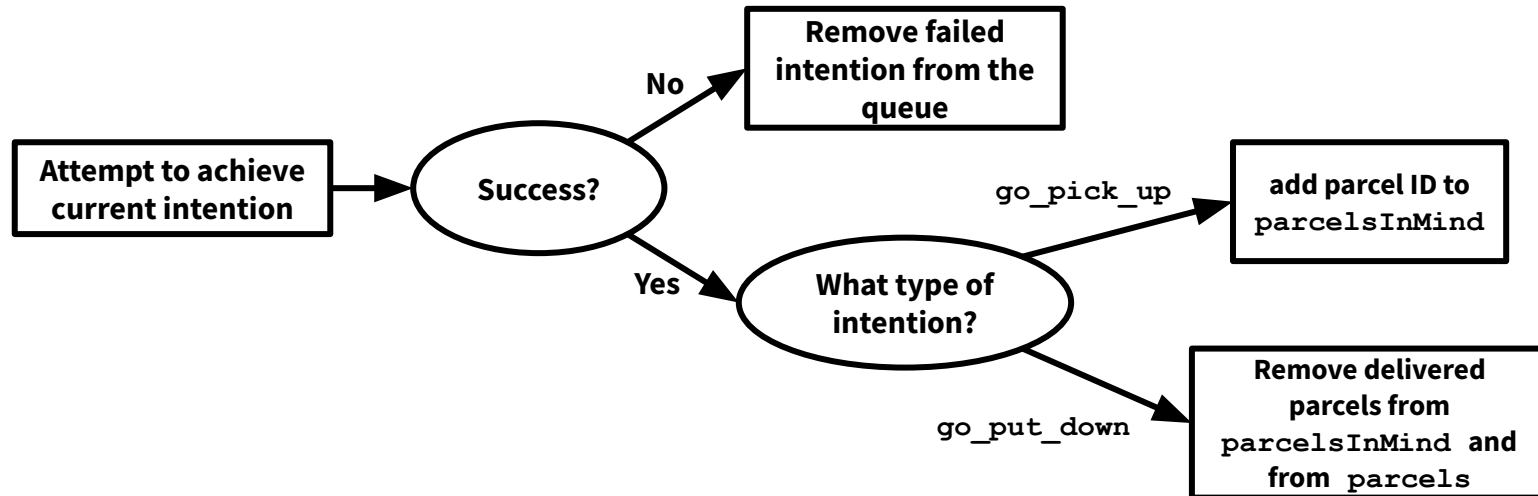 Attempt to achieve
current intention
Success?
No
Remove failed
intention from the
queue
Yes
What type of
intention?
go_pick_up
add parcel ID to
parcelsInMind
go_put_down
Remove delivered
parcels from
parcelsInMind and
from parcels